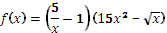 f(x) = (5/x − 1)(15x² − √x)